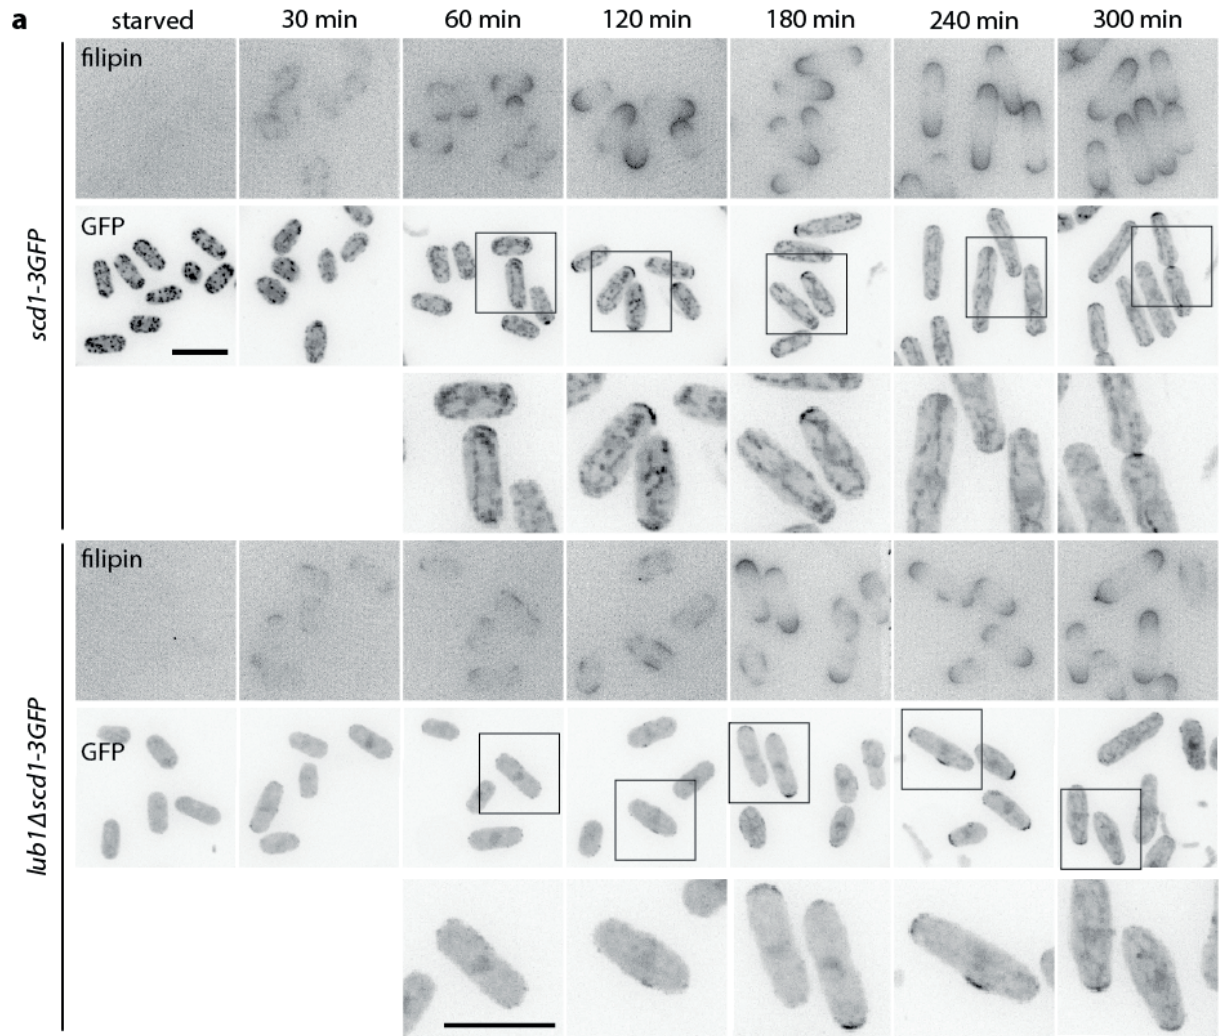 a
starved 30 min 60 min 120 min 180 min 240 min 300 min
scd1-3GFP
filipin
GFP
lub1Δscd1-3GFP
filipin
GFP